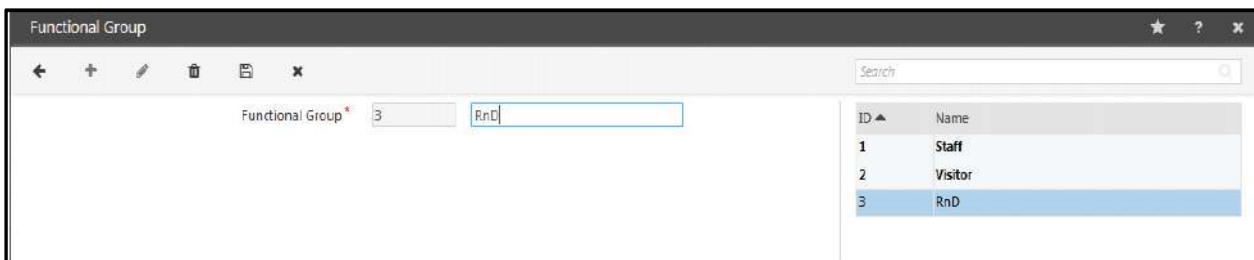 Functional Group
?
Search
Functional Group* 3 RnD
ID Name
1 Staff
2 Visitor
3 RnD